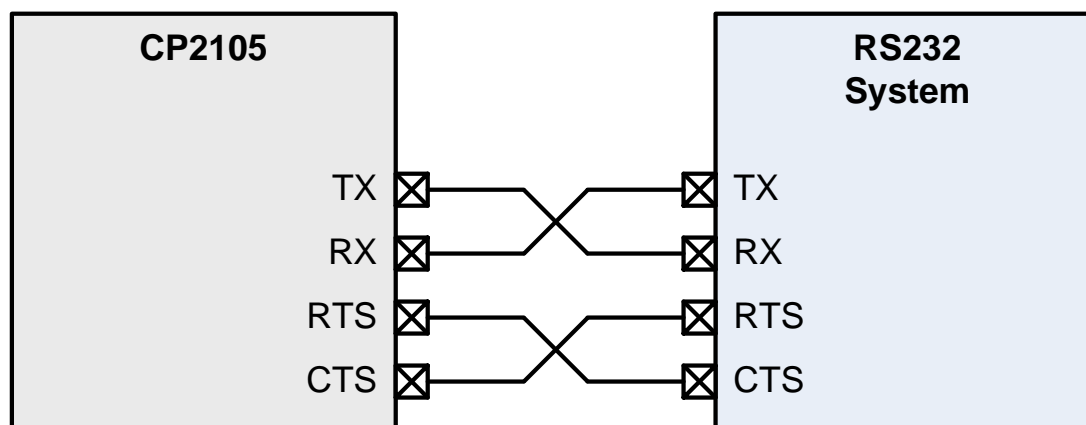 CP2105
RS232
System
TX
RX
RTS
CTS
TX
RX
RTS
CTS